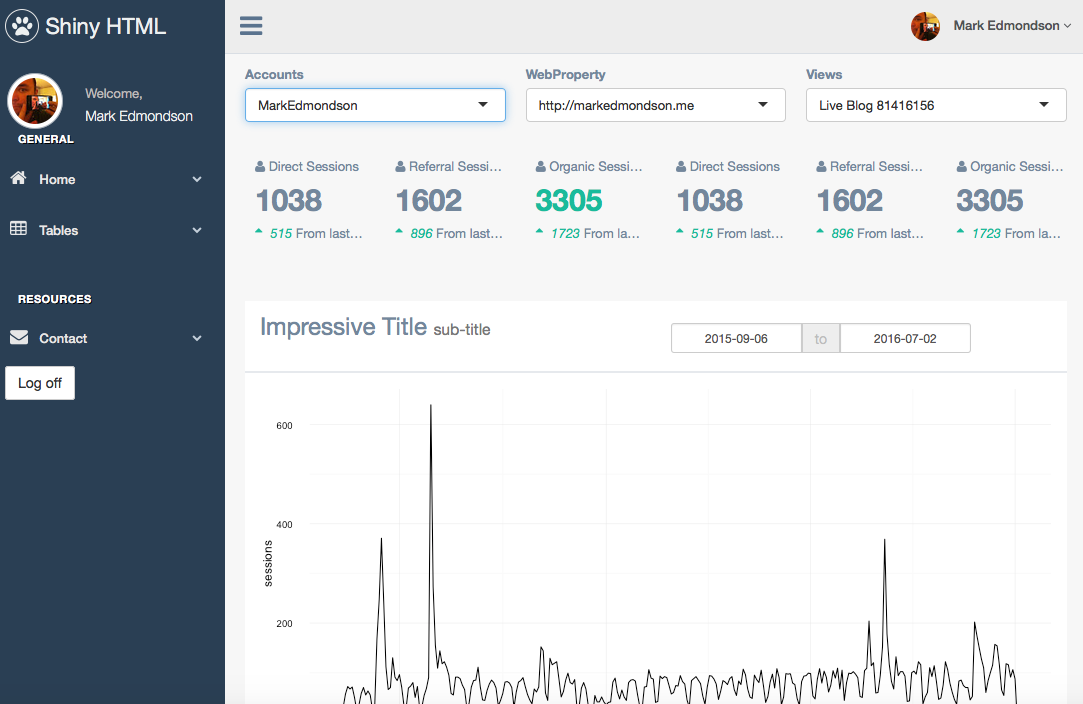 Shiny HTML
Mark Edmondson
Welcome,
Mark Edmondson
GENERAL
Home
Tables
RESOURCES
Contact
Log off
Accounts WebProperty Views
MarkEdmondson http://markedmondson.me Live Blog 81416156
Direct Sessions Referral Sessi... Organic Sessi... Direct Sessions Referral Sessi... Organic Sessi...
1038 1602 3305 1038 1602 3305
515 From last... 896 From last... 1723 From la... 515 From last... 896 From last... 1723 From la...
Impressive Title sub-title
2015-09-06 to 2016-07-02
600
400
200
sessions